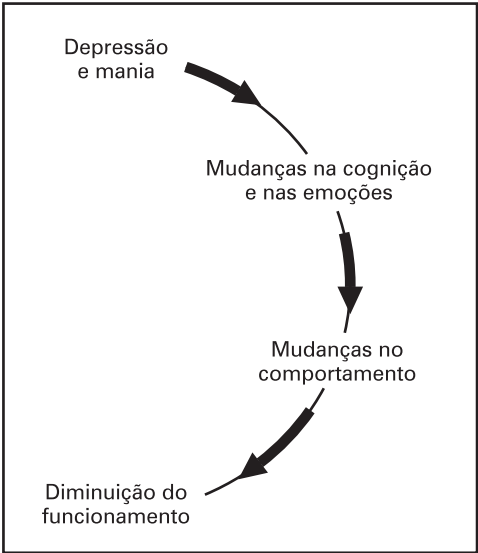 Depressão
e mania
Mudanças na cognição
e nas emoções
Mudanças no
comportamento
Diminuição do
funcionamento